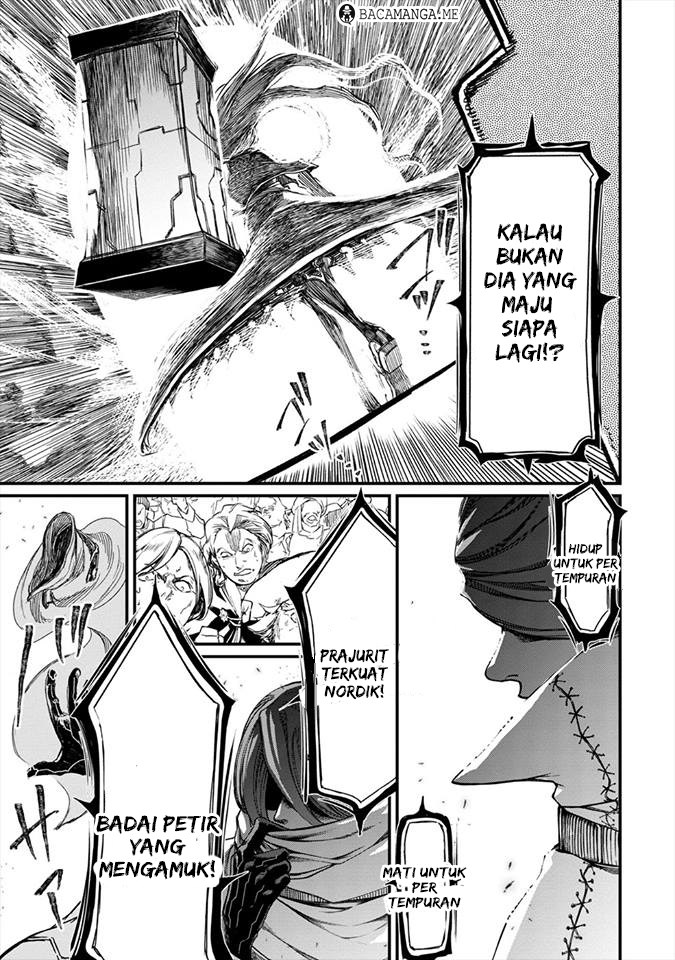 BACAMANGA.ME
KALAU
BUKAN
DIA YANG
MAJU
SIAPA
LAGI!?
HIDUP
UNTUK PER
TEMPURAN
MATI UNTUK
PER
TEMPURAN
PRAJURIT
TERKUAT
NORDIK!
BADAI PETIR
YANG
MENGAMUK!